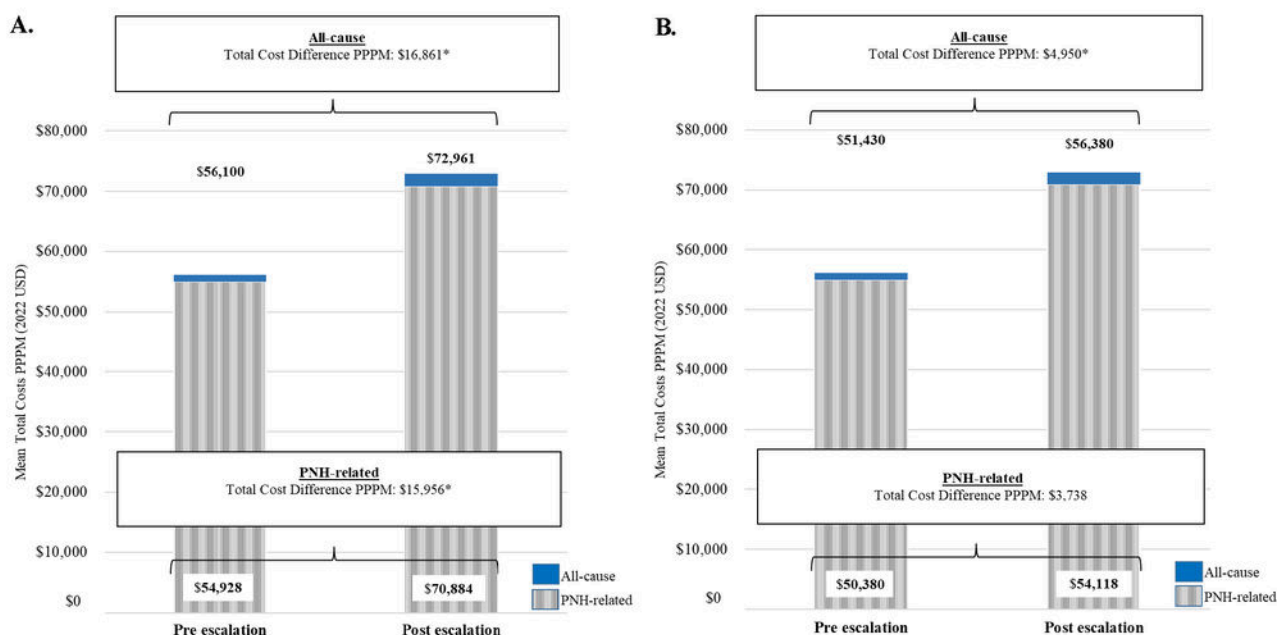 A.
All-cause
Total Cost Difference PPPM: $16,861*
$80,000
$70,000
$60,000
$50,000
$40,000
$30,000
$20,000
$10,000
$0
Mean Total Costs PPPM (2022 USD)
$56,100
$72,961
PNH-related
Total Cost Difference PPPM: $15,956*
$54,928
$70,884
All-cause
PNH-related
Pre escalation
Post escalation
B.
All-cause
Total Cost Difference PPPM: $4,950*
$80,000
$70,000
$60,000
$50,000
$40,000
$30,000
$20,000
$10,000
$0
Mean Total Costs PPPM (2022 USD)
$51,430
$56,380
PNH-related
Total Cost Difference PPPM: $3,738
$50,380
$54,118
All-cause
PNH-related
Pre escalation
Post escalation